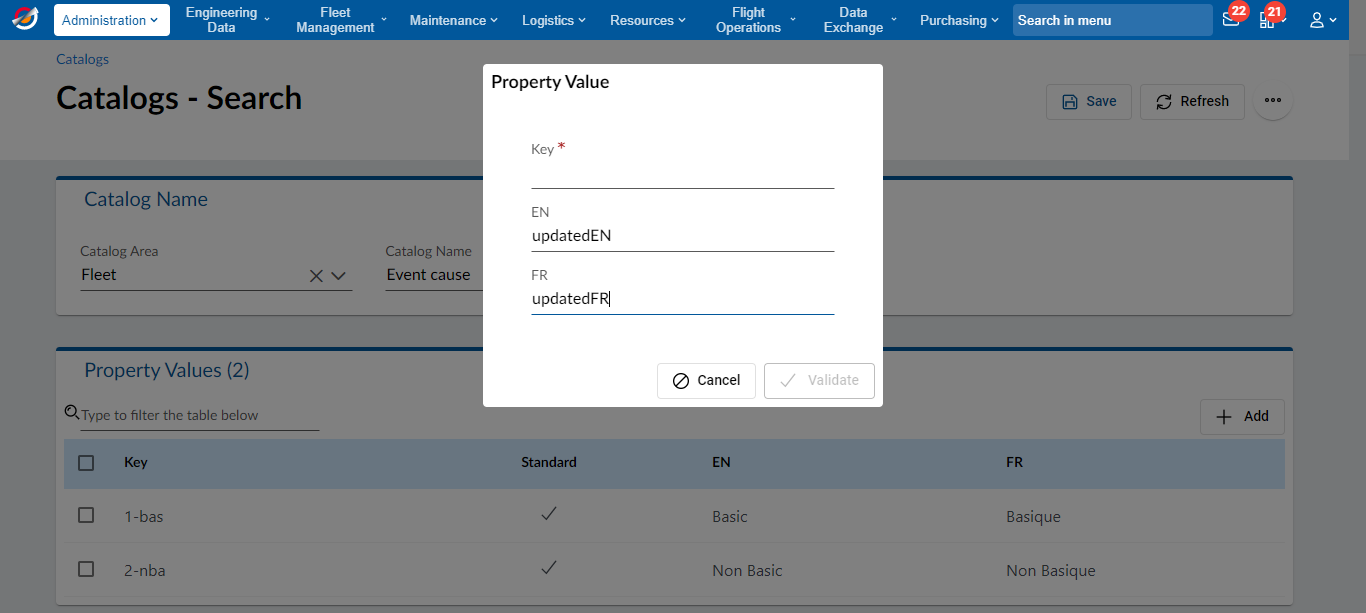 Administration
Engineering Data
Fleet Management
Maintenance
Logistics
Resources
Flight Operations
Data Exchange
Purchasing
Search in menu
22
21
Catalogs
Catalogs - Search
Save
Refresh
Property Value
Key *
EN
updatedEN
FR
updatedFR
Cancel
Validate
Catalog Name
Catalog Area
Fleet
Catalog Name
Event cause
Property Values (2)
Type to filter the table below
Add
Key Standard EN FR
1-bas Basic Basique
2-nba Non Basic Non Basique